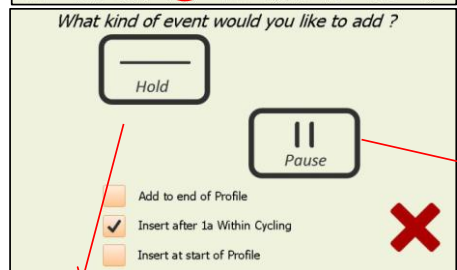 What kind of event would you like to add ?
Hold
Pause
Add to end of Profile
Insert after 1a Within Cycling
Insert at start of Profile